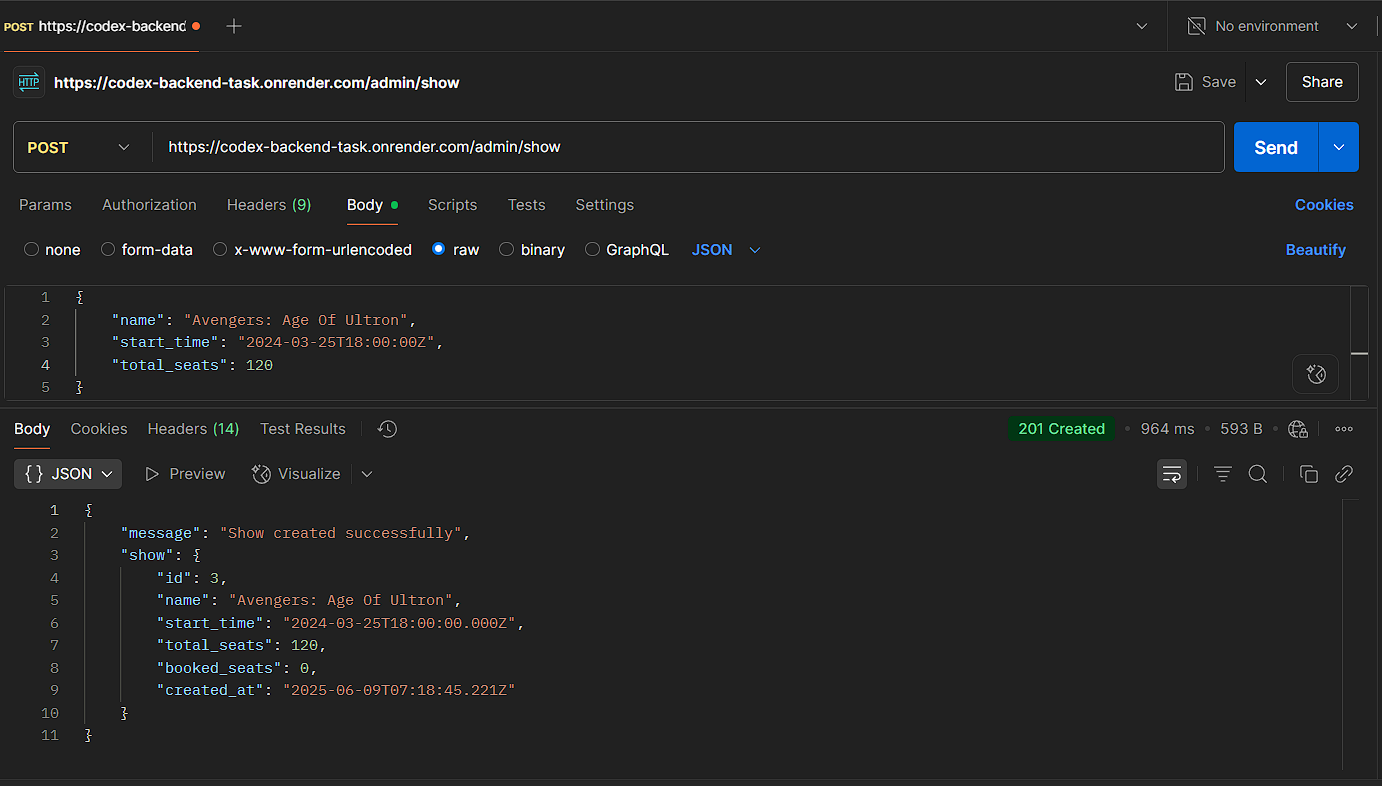 POST https://codex-backend
No environment
HTTP https://codex-backend-task.onrender.com/admin/show
Save
Share
POST https://codex-backend-task.onrender.com/admin/show
Send
Params Authorization Headers (9) Body Scripts Tests Settings Cookies
none form-data x-www-form-urlencoded raw binary GraphQL JSON Beautify
1 {
2 "name": "Avengers: Age Of Ultron",
3 "start_time": "2024-03-25T18:00:00Z",
4 "total_seats": 120
5 }
Body Cookies Headers (14) Test Results 201 Created 964 ms 593 B
{} JSON Preview Visualize
1 {
2 "message": "Show created successfully",
3 "show": {
4 "id": 3,
5 "name": "Avengers: Age Of Ultron",
6 "start_time": "2024-03-25T18:00:00.000Z",
7 "total_seats": 120,
8 "booked_seats": 0,
9 "created_at": "2025-06-09T07:18:45.221Z"
10 }
11 }